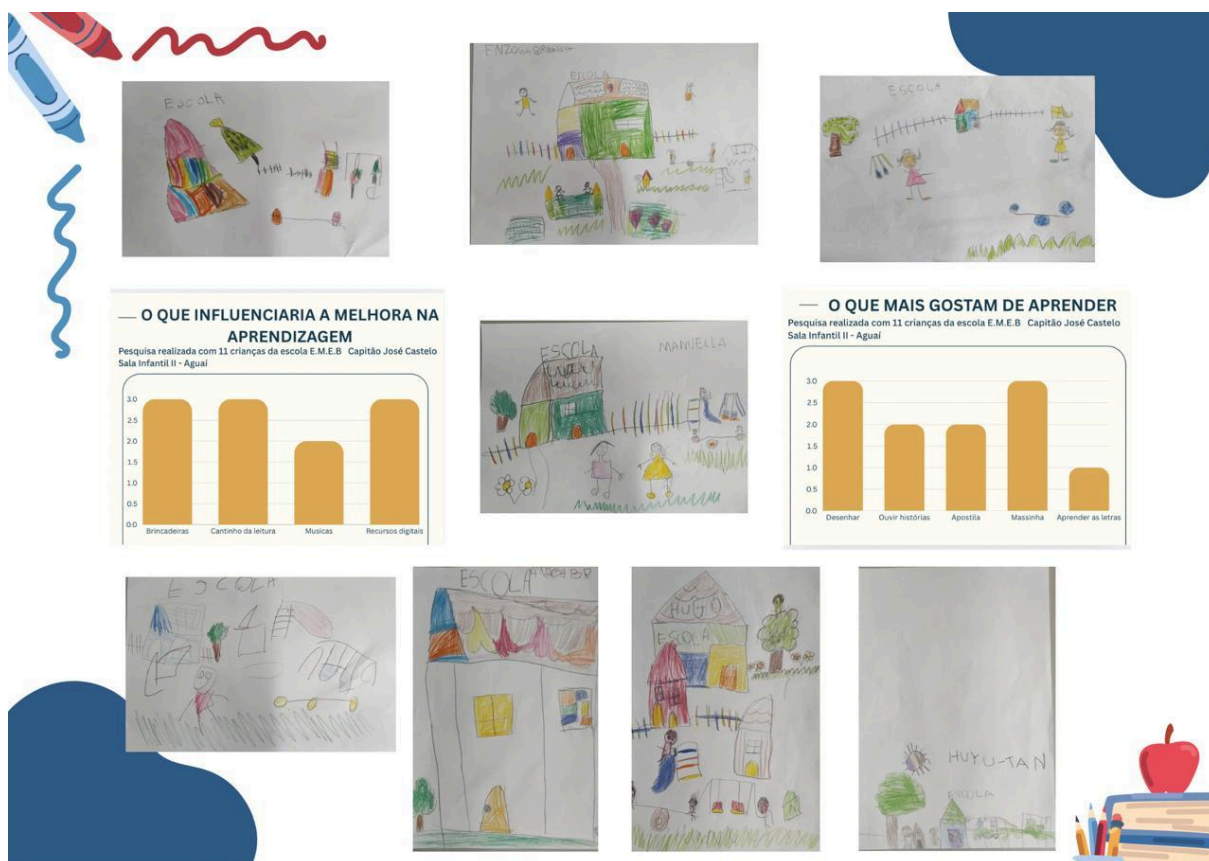 ESCOLA
ENZO
ESCOLA
ESCOLA
— O QUE INFLUENCIARIA A MELHORA NA
APRENDIZAGEM
Pesquisa realizada com 11 crianças da escola E.M.E.B Capitão José Castelo
Sala Infantil II - Aguaí
3.0
2.5
2.0
1.5
1.0
0.5
0.0
Brincadeiras Cantinho da leitura Musicas Recursos digitais
ESCOLA MANUELLA
— O QUE MAIS GOSTAM DE APRENDER
Pesquisa realizada com 11 crianças da escola E.M.E.B Capitão José Castelo
Sala Infantil II - Aguaí
3.0
2.5
2.0
1.5
1.0
0.5
0.0
Desenhar Ouvir histórias Apostila Massinha Aprender as letras
ESCOLA
ESCOLA
HUGO
ESCOLA
HUYU-TAN
ESCOLA